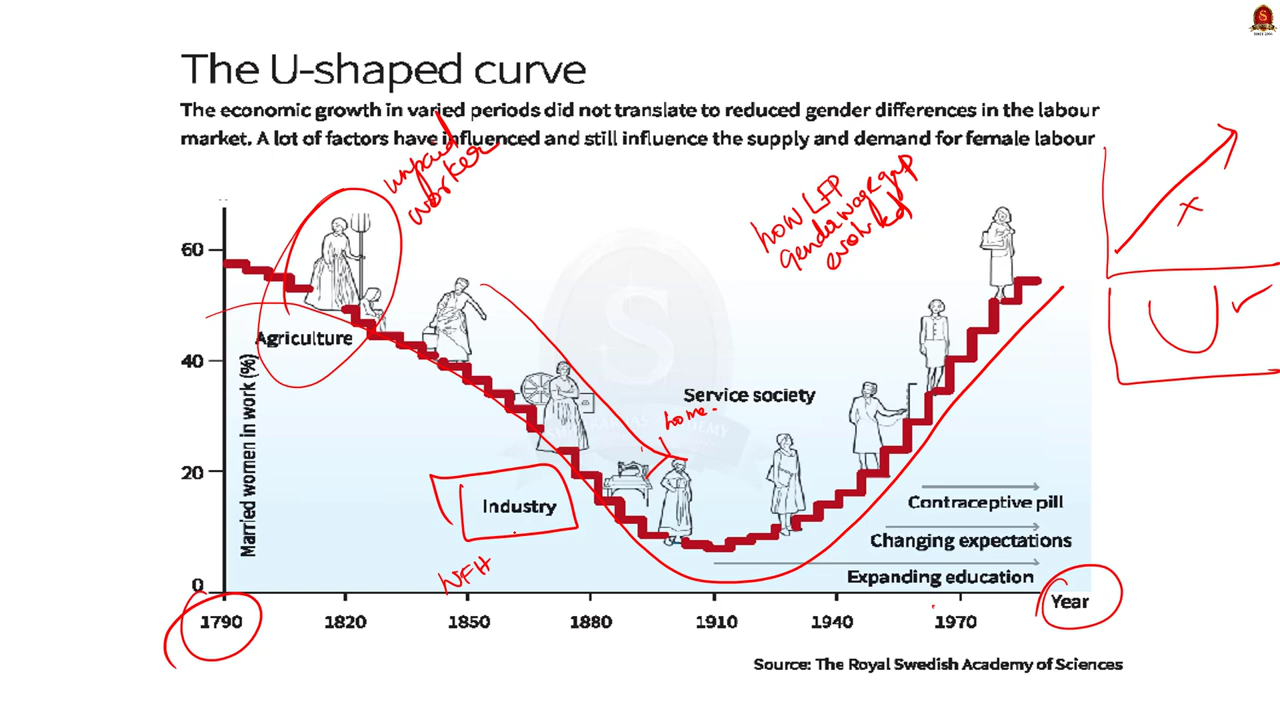 The U-shaped curve
The economic growth in varied periods did not translate to reduced gender differences in the labour
market. A lot of factors have influenced and still influence the supply and demand for female labour
unpaid
worker
how LFP
gender wage gap
evolved
60
40
20
0
Married women in work (%)
Agriculture
Service society
home.
Industry
WFH
Contraceptive pill
Changing expectations
Expanding education
Year
1790
1820
1850
1880
1910
1940
1970
Source: The Royal Swedish Academy of Sciences
S